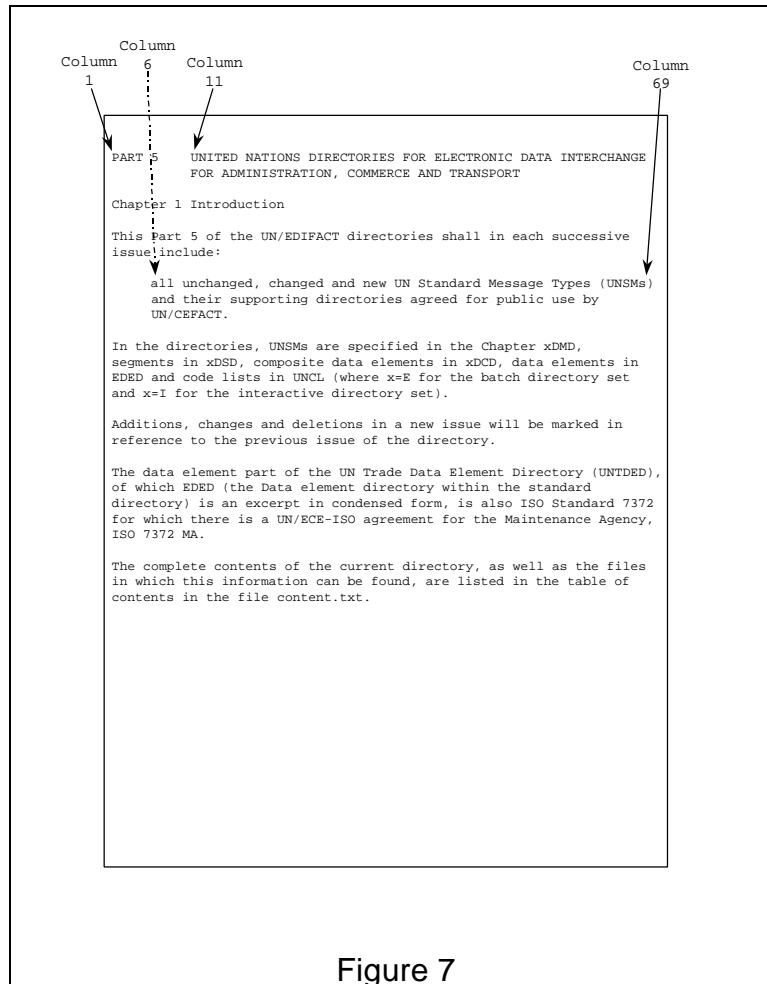 Column
Column 6 Column Column
1 11 69
PART 5 UNITED NATIONS DIRECTORIES FOR ELECTRONIC DATA INTERCHANGE
FOR ADMINISTRATION, COMMERCE AND TRANSPORT
Chapter 1 Introduction
This Part 5 of the UN/EDIFACT directories shall in each successive
issue include:
all unchanged, changed and new UN Standard Message Types (UNSMs)
and their supporting directories agreed for public use by
UN/CEFACT.
In the directories, UNSMs are specified in the Chapter xDMD,
segments in xDSD, composite data elements in xDCD, data elements in
EDED and code lists in UNCL (where x=E for the batch directory set
and x=I for the interactive directory set).
Additions, changes and deletions in a new issue will be marked in
reference to the previous issue of the directory.
The data element part of the UN Trade Data Element Directory (UNTDED),
of which EDED (the Data element directory within the standard
directory) is an excerpt in condensed form, is also ISO Standard 7372
for which there is a UN/ECE-ISO agreement for the Maintenance Agency,
ISO 7372 MA.
The complete contents of the current directory, as well as the files
in which this information can be found, are listed in the table of
contents in the file content.txt.
Figure 7